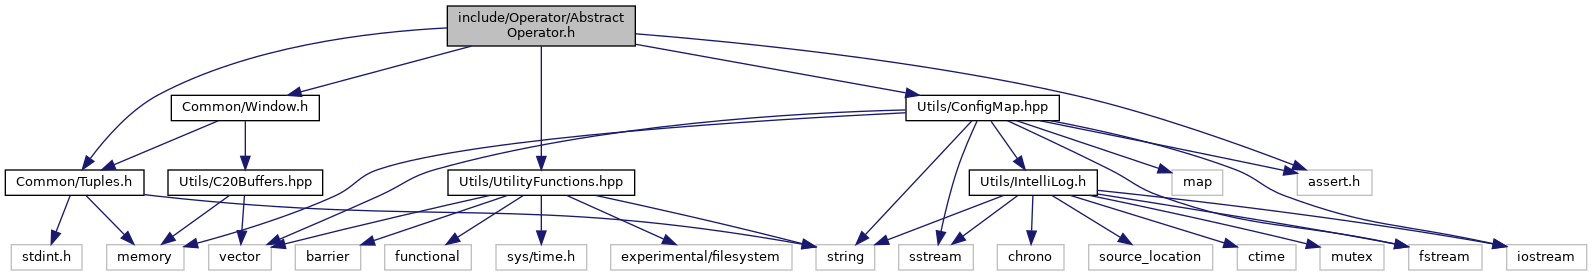 include/Operator/Abstract
Operator.h
Common/Window.h
Utils/ConfigMap.hpp
Common/Tuples.h
Utils/C20Buffers.hpp
Utils/UtilityFunctions.hpp
Utils/IntelliLog.h
map
assert.h
stdint.h
memory
vector
barrier
functional
sys/time.h
experimental/filesystem
string
sstream
chrono
source_location
ctime
mutex
fstream
iostream